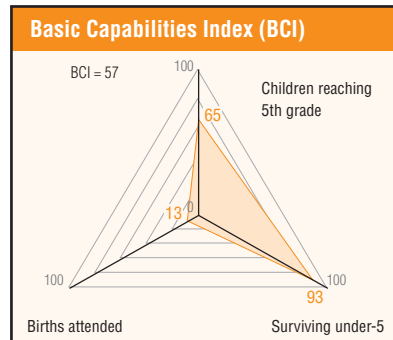 Basic Capabilities Index (BCI)
BCI = 57
100
Children reaching
5th grade
65
0
13
100
100
93
Births attended
Surviving under-5